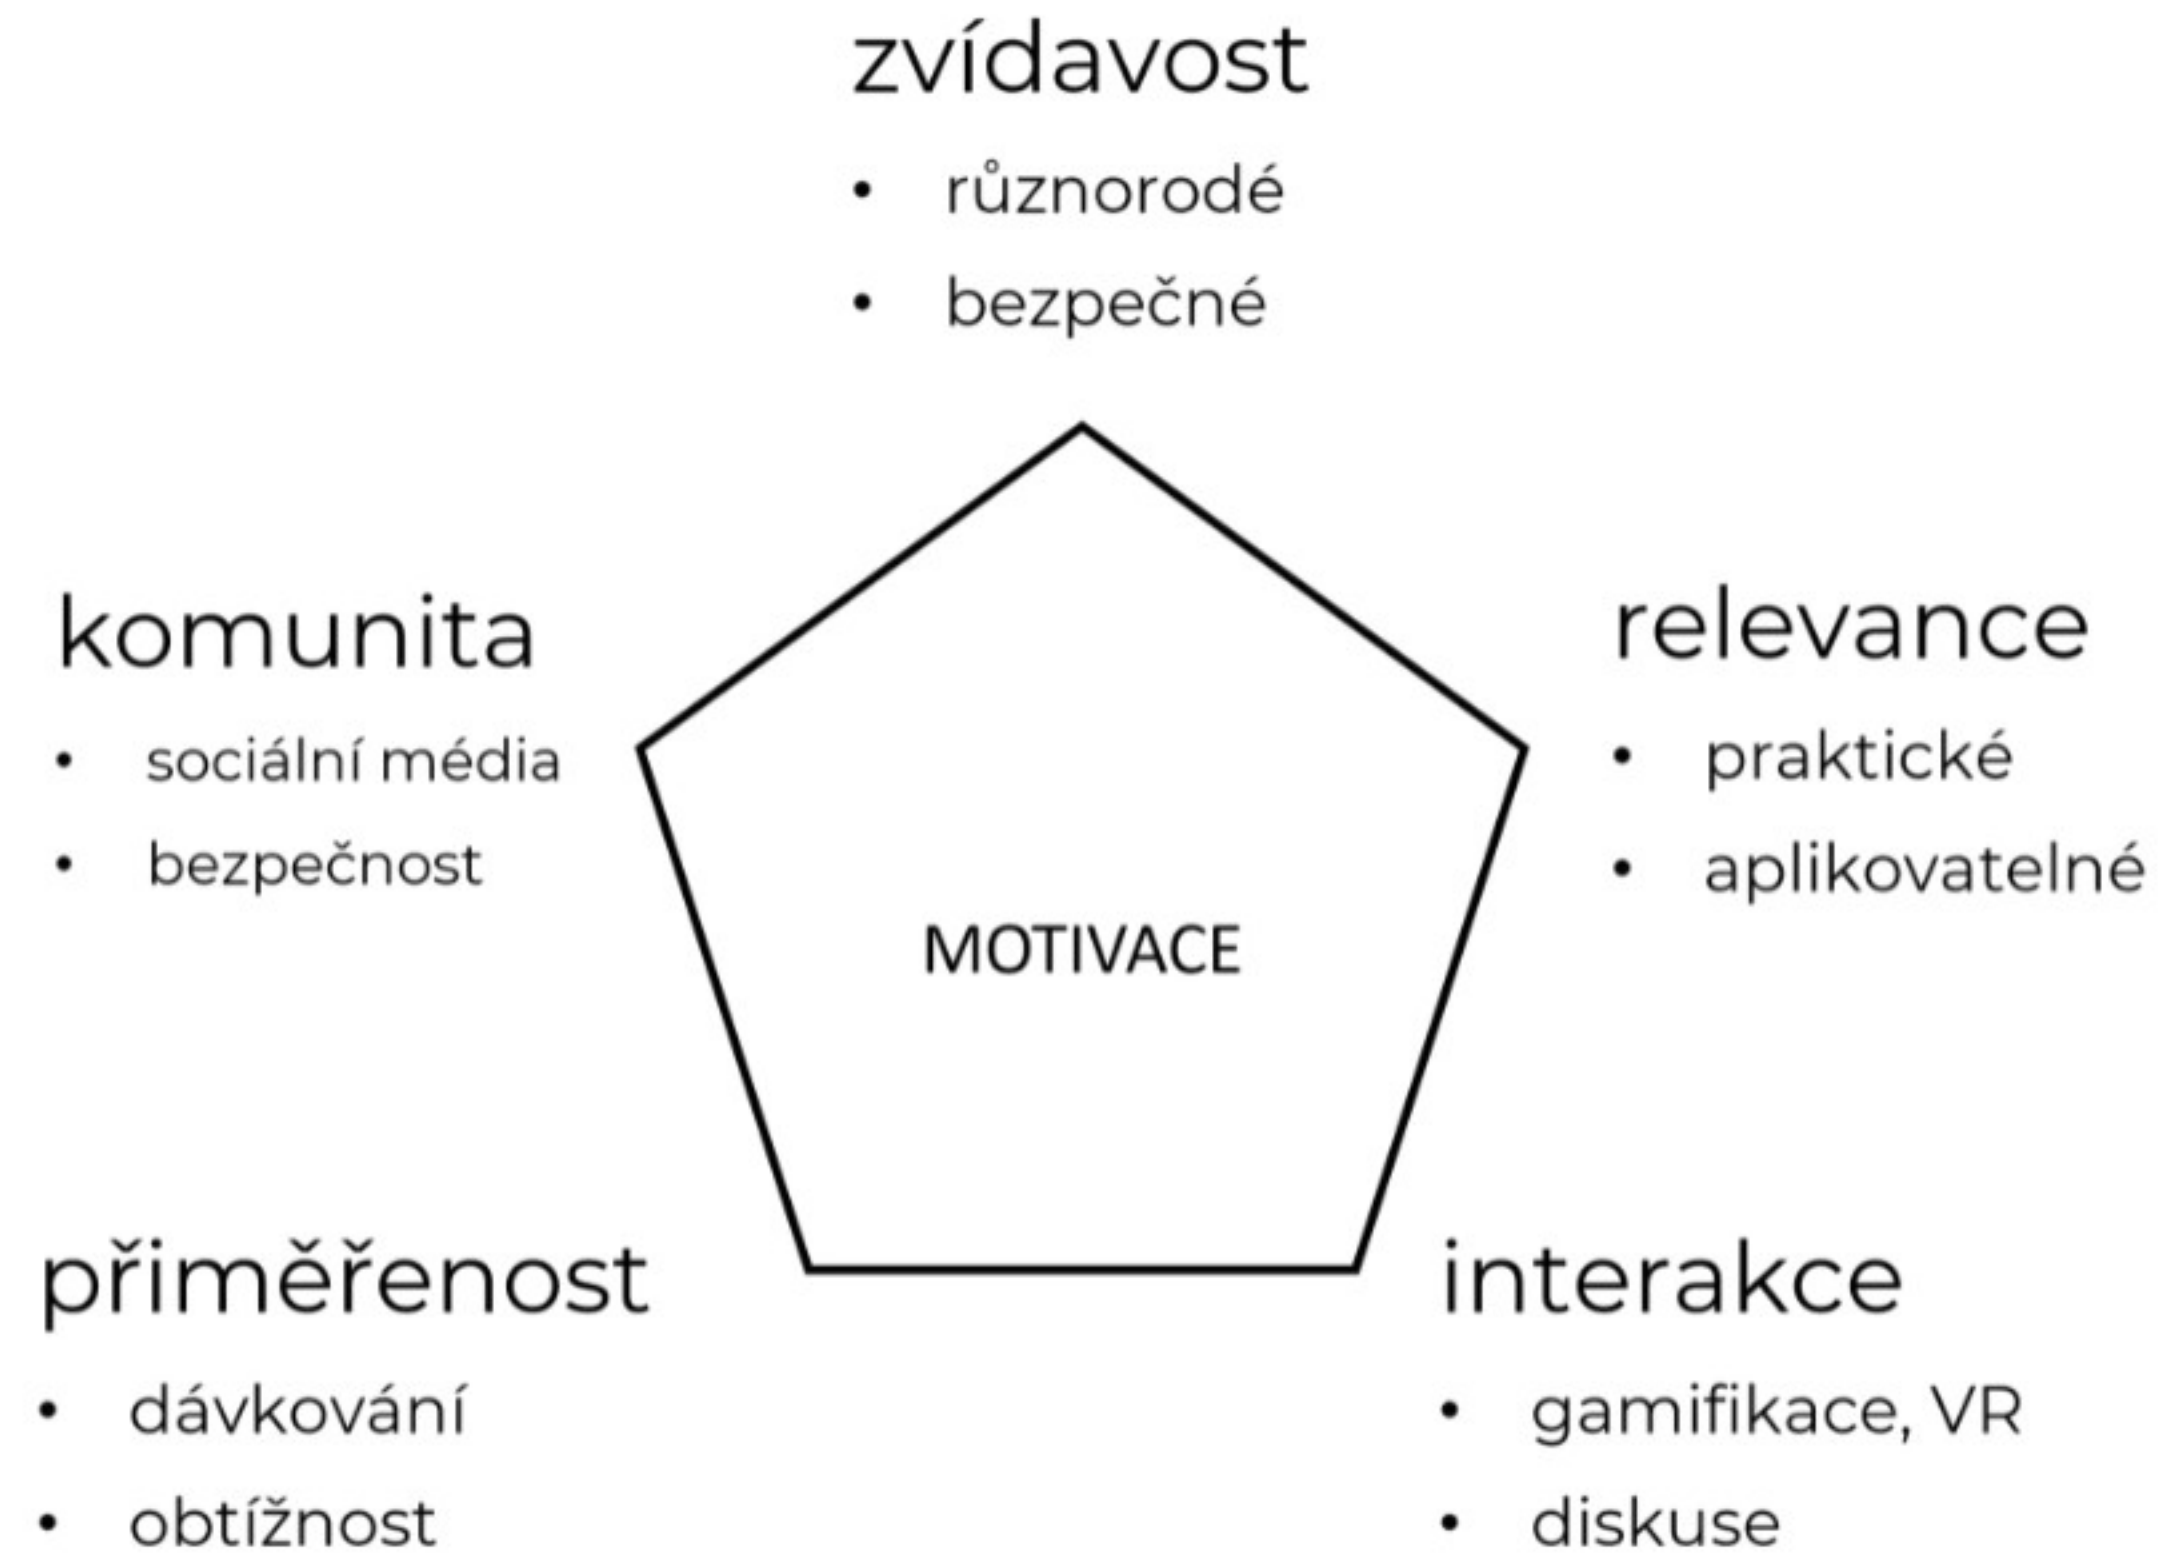 zvídavost
• různorodé
• bezpečné
komunita
• sociální média
• bezpečnost
relevance
• praktické
• aplikovatelné
MOTIVACE
přiměřenost
• dávkování
• obtížnost
interakce
• gamifikace, VR
• diskuse